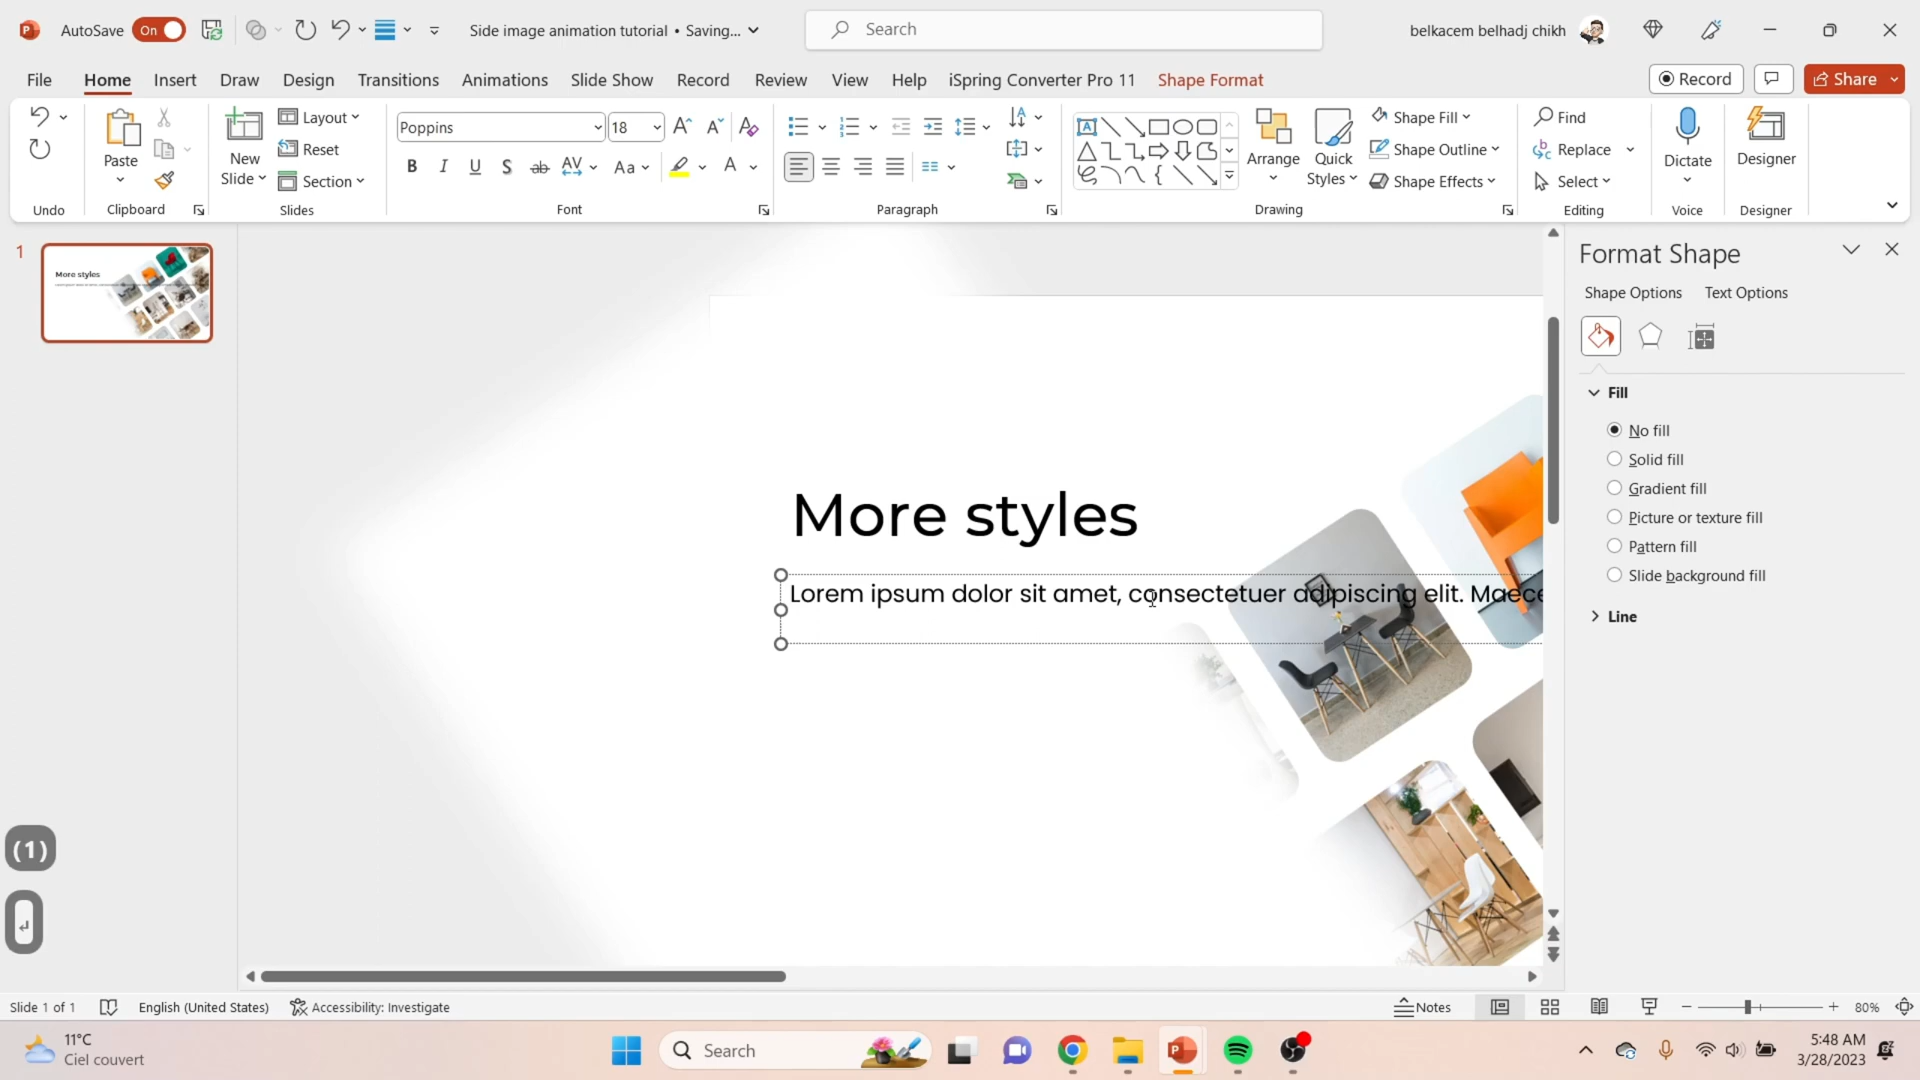 AutoSave
On
Side image animation tutorial • Saving...
Search
belkacem belhadj chikh
File
Home
Insert
Draw
Design
Transitions
Animations
Slide Show
Record
Review
View
Help
iSpring Converter Pro 11
Shape Format
Record
Share
Undo
Paste
Clipboard
New
Slide
Layout
Reset
Section
Slides
Poppins
18
B
I
U
S
ab
AV
Aa
A
Font
Paragraph
Arrange
Quick
Styles
Shape Fill
Shape Outline
Shape Effects
Drawing
Find
Replace
Select
Editing
Dictate
Voice
Designer
Designer
1
More styles
More styles
Lorem ipsum dolor sit amet, consectetuer adipiscing elit. Maece
Format Shape
Shape Options
Text Options
Fill
No fill
Solid fill
Gradient fill
Picture or texture fill
Pattern fill
Slide background fill
Line
(1)
Slide 1 of 1
English (United States)
Accessibility: Investigate
Notes
80%
11°C
Ciel couvert
Search
5:48 AM
3/28/2023